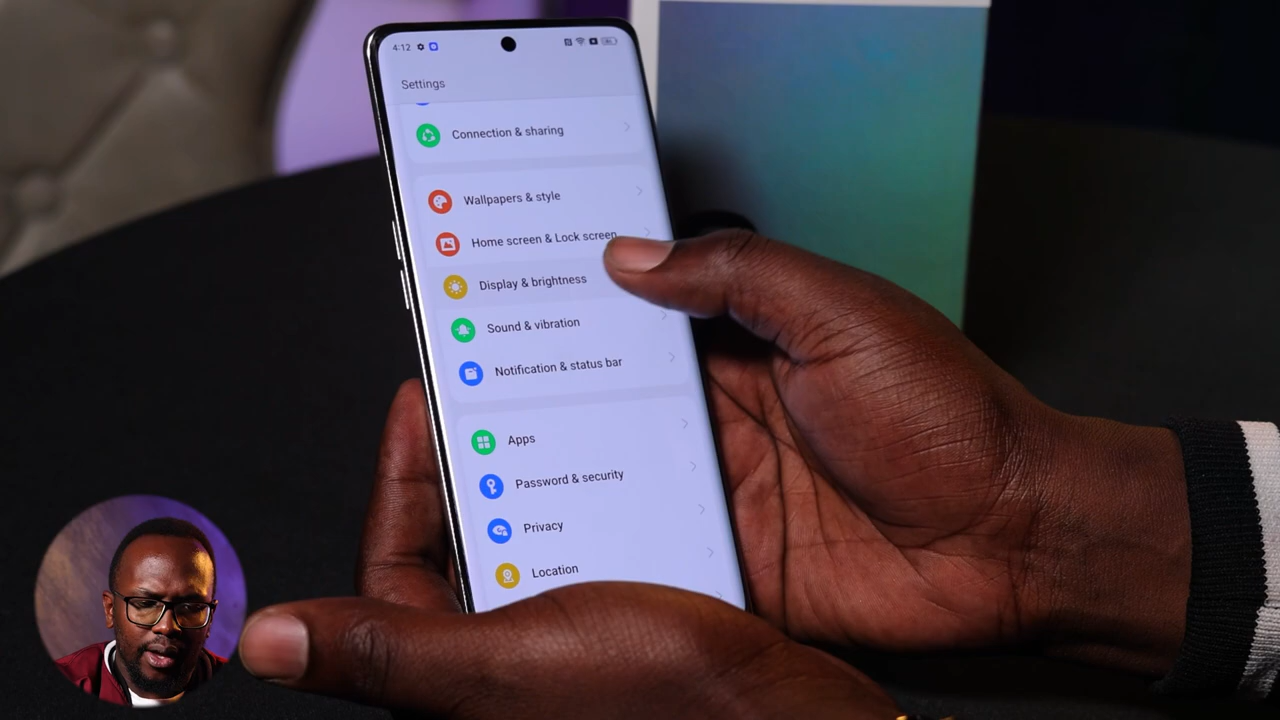 4:12
Settings
Connection & sharing
Wallpapers & style
Home screen & Lock screen
Display & brightness
Sound & vibration
Notification & status bar
Apps
Password & security
Privacy
Location